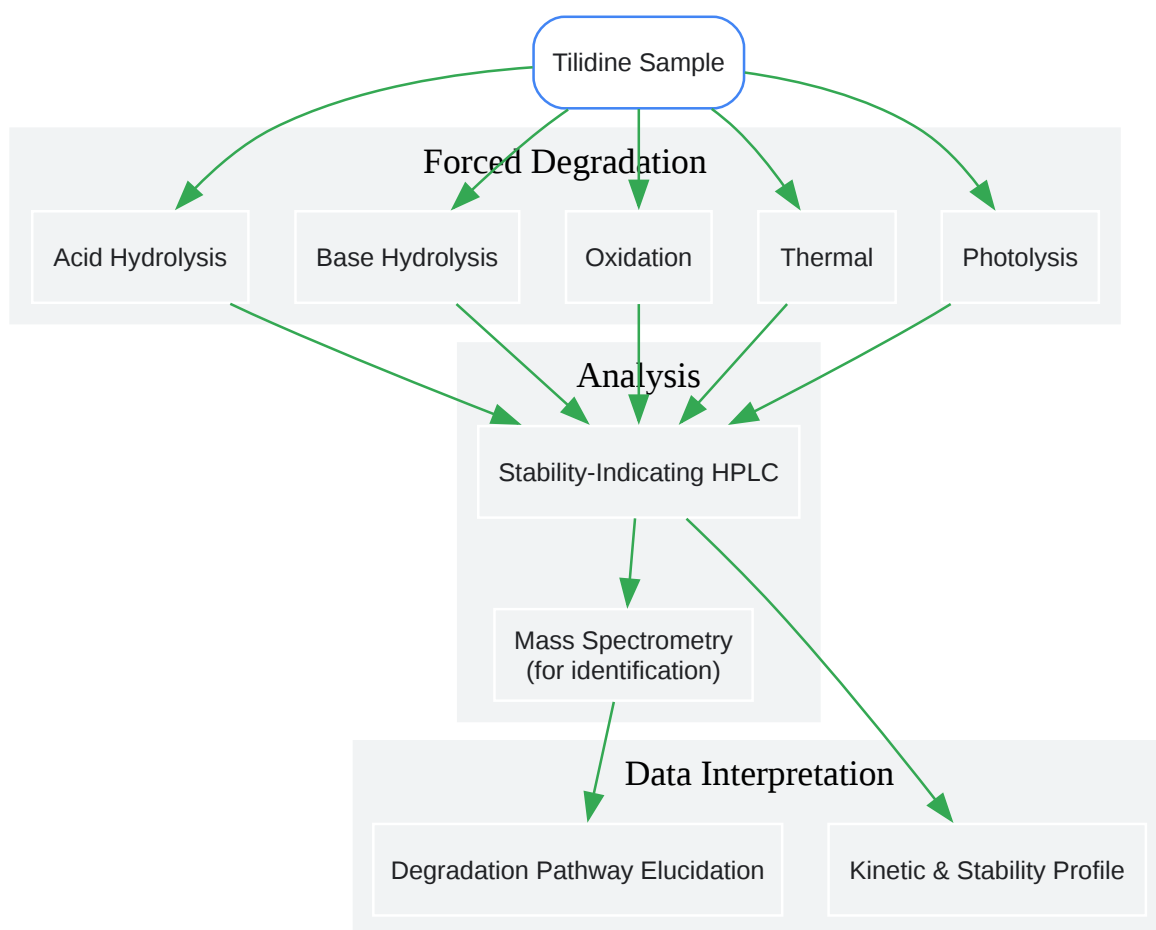 Tilidine Sample
Forced Degradation
Acid Hydrolysis
Base Hydrolysis
Oxidation
Thermal
Photolysis
Analysis
Stability-Indicating HPLC
Mass Spectrometry
(for identification)
Data Interpretation
Degradation Pathway Elucidation
Kinetic & Stability Profile